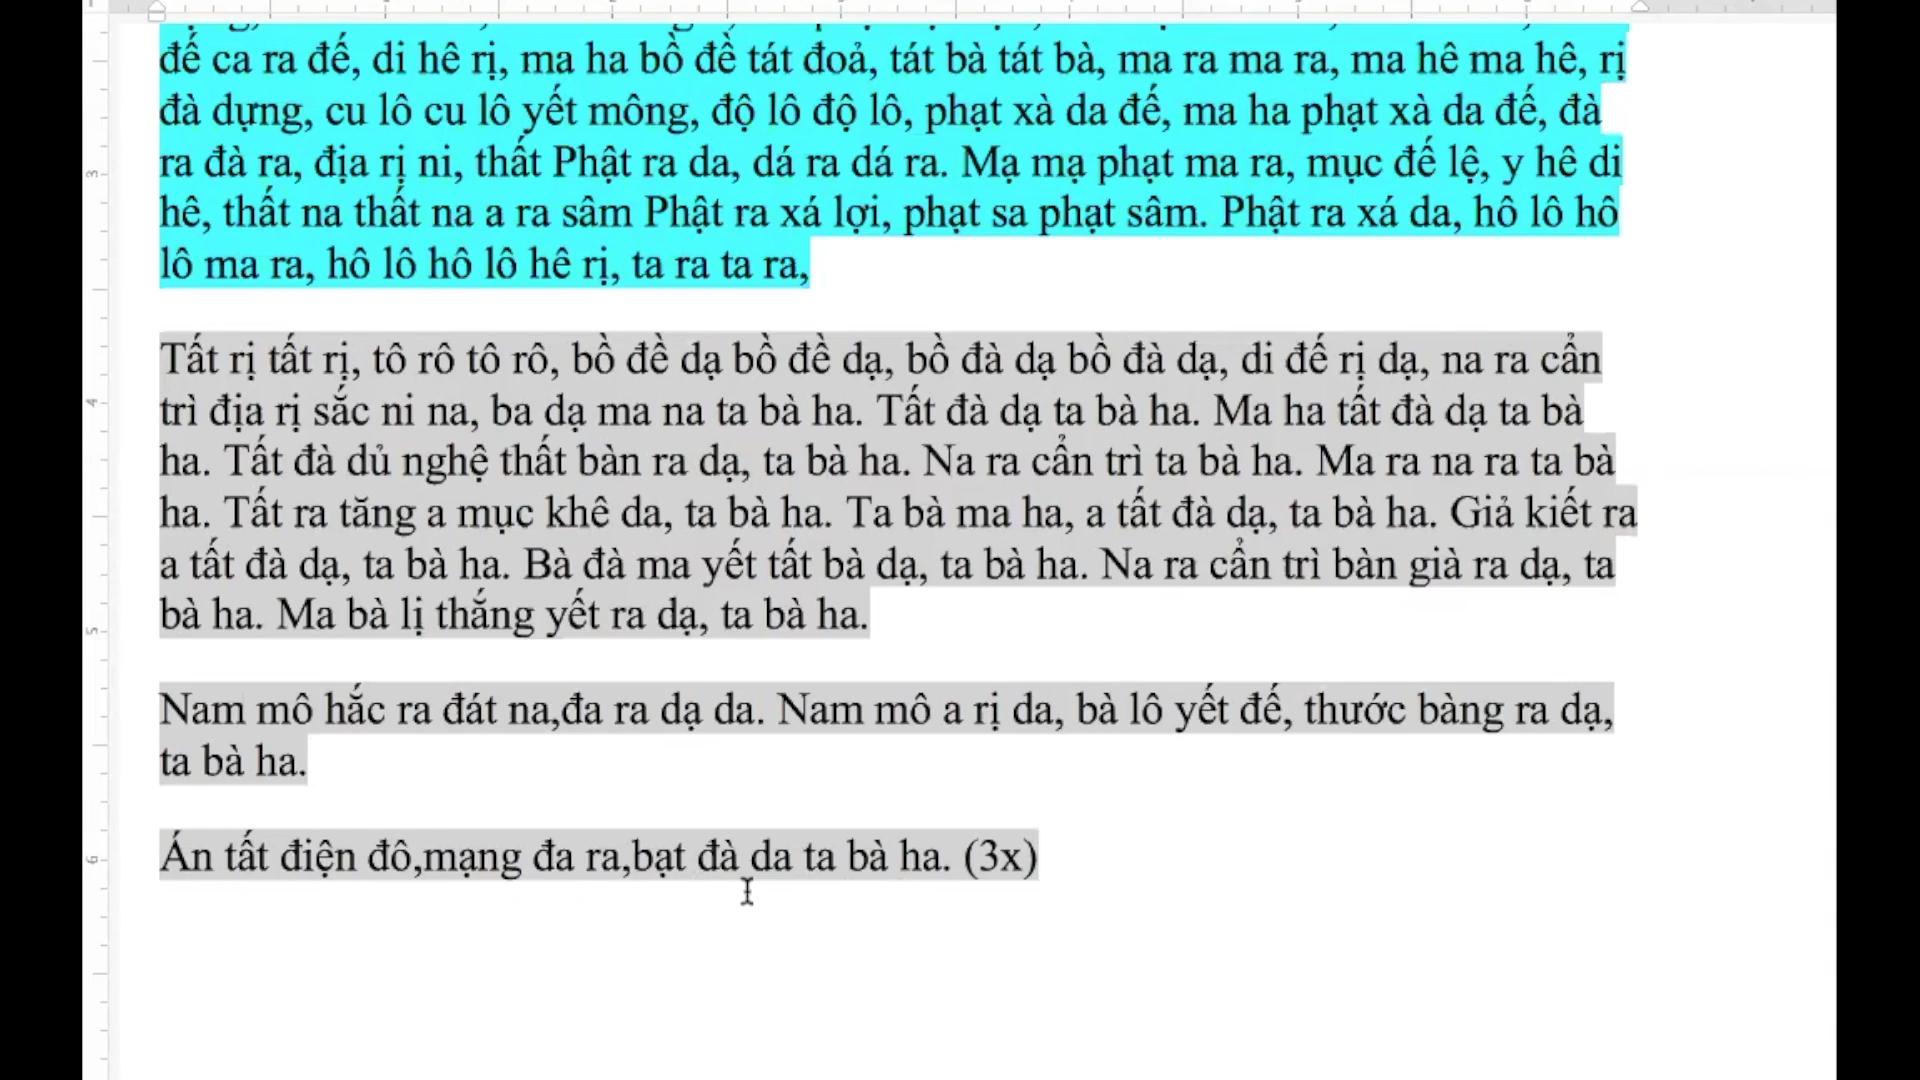 đế ca ra đế, di hê rị, ma ha bồ đề tát đoả, tát bà tát bà, ma ra ma ra, ma hê ma hê, rị
đà dựng, cu lô cu lô yết mông, độ lô độ lô, phạt xà da đế, ma ha phạt xà da đế, đà
ra đà ra, địa rị ni, thất Phật ra da, dá ra dá ra. Mạ mạ phạt ma ra, mục đế lệ, y hê di
hê, thất na thất na a ra sâm Phật ra xá lợi, phạt sa phạt sâm. Phật ra xá da, hô lô hô
lô ma ra, hô lô hô lô hê rị, ta ra ta ra,
Tất rị tất rị, tô rô tô rô, bồ đề dạ bồ đề dạ, bồ đà dạ bồ đà dạ, di đế rị dạ, na ra cẩn
trì địa rị sắc ni na, ba dạ ma na ta bà ha. Tất đà dạ ta bà ha. Ma ha tất đà dạ ta bà
ha. Tất đà dủ nghệ thất bàn ra dạ, ta bà ha. Na ra cẩn trì ta bà ha. Ma ra na ra ta bà
ha. Tất ra tăng a mục khê da, ta bà ha. Ta bà ma ha, a tất đà dạ, ta bà ha. Giả kiết ra
a tất đà dạ, ta bà ha. Bà đà ma yết tất bà dạ, ta bà ha. Na ra cẩn trì bàn già ra dạ, ta
bà ha. Ma bà lị thắng yết ra dạ, ta bà ha.
Nam mô hắc ra đát na,đa ra dạ da. Nam mô a rị da, bà lô yết đế, thước bàng ra dạ,
ta bà ha.
Án tất điện đô,mạng đa ra,bạt đà da ta bà ha. (3x)
3
4
5
6